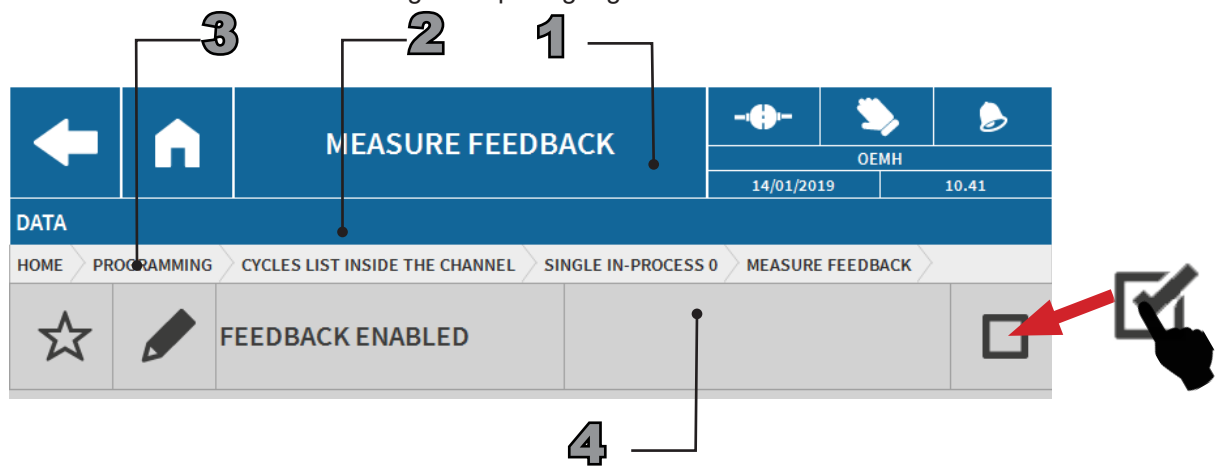 3 2 1
MEASURE FEEDBACK
OEMH
14/01/2019 10.41
DATA
HOME PROGRAMMING CYCLES LIST INSIDE THE CHANNEL SINGLE IN-PROCESS 0 MEASURE FEEDBACK
FEEDBACK ENABLED
4